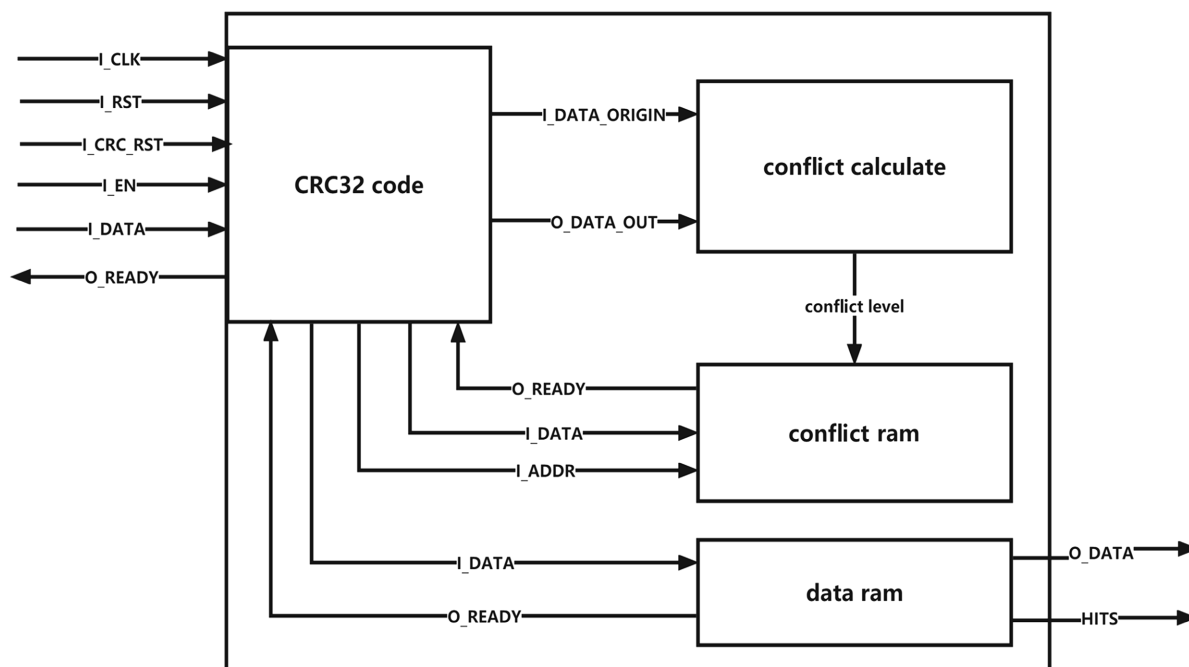 I_CLK
I_RST
I_CRC_RST
I_EN
I_DATA
O_READY
CRC32 code
I_DATA_ORIGIN
O_DATA_OUT
conflict calculate
conflict level
O_READY
I_DATA
I_ADDR
conflict ram
I_DATA
O_READY
data ram
O_DATA
HITS